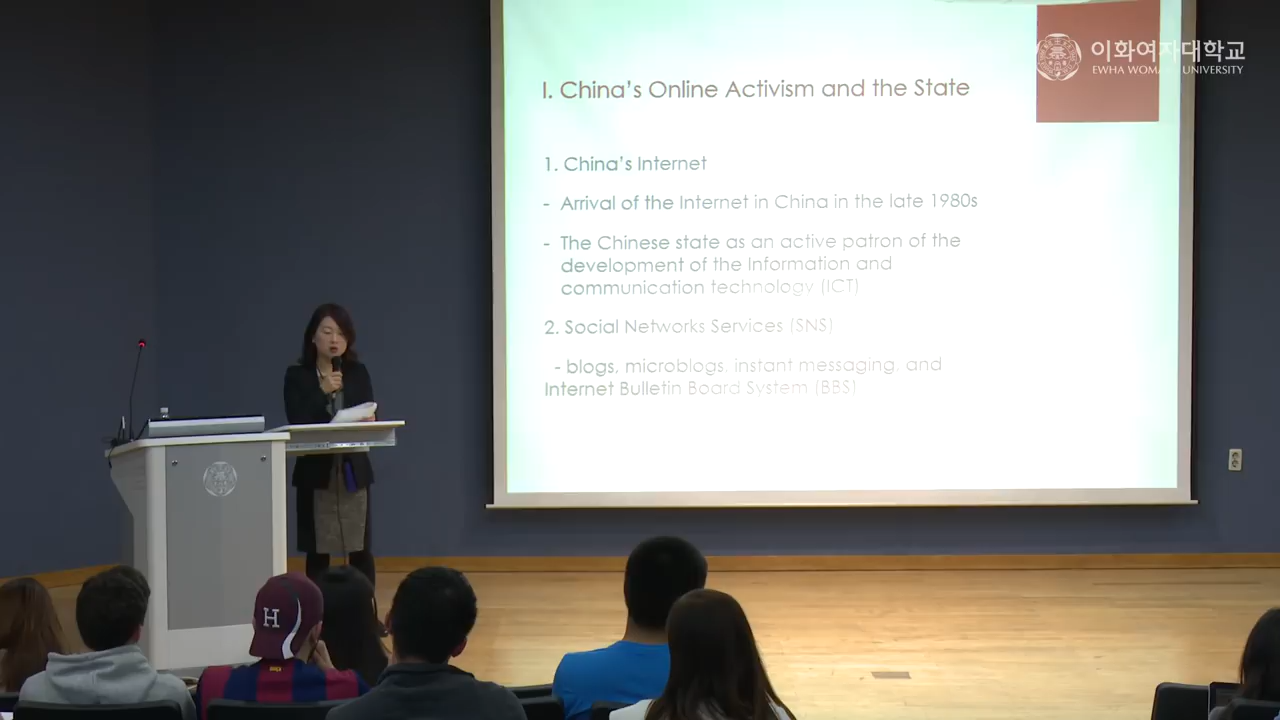 이화여자대학교
EWHA WOMANS UNIVERSITY
I. China's Online Activism and the State
1. China's Internet
- Arrival of the Internet in China in the late 1980s
- The Chinese state as an active patron of the
development of the Information and
communication technology (ICT)
2. Social Networks Services (SNS)
- blogs, microblogs, instant messaging, and
Internet Bulletin Board System (BBS)
H